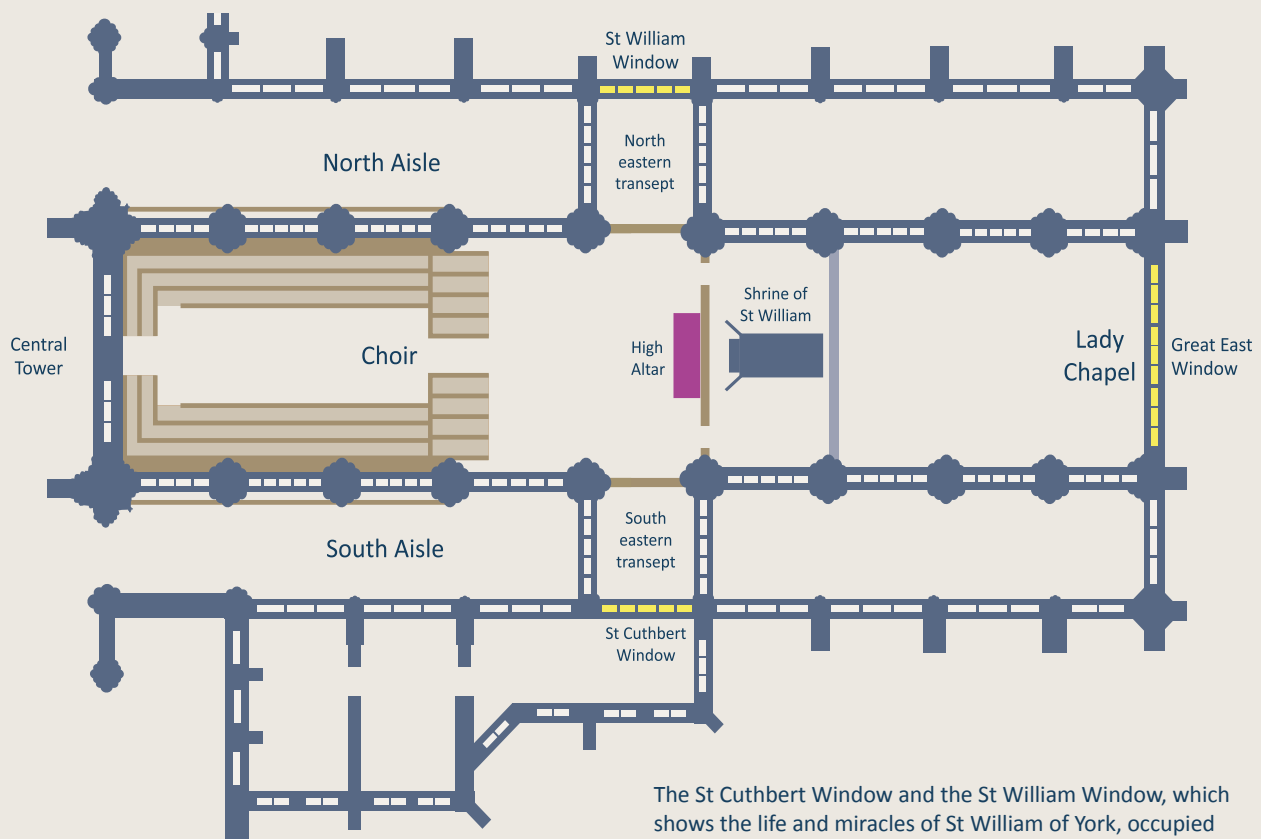 St William
Window
North Aisle
North
eastern
transept
Central
Tower
Choir
High
Altar
Shrine of
St William
Lady
Chapel
Great East
Window
South Aisle
South
eastern
transept
St Cuthbert
Window
The St Cuthbert Window and the St William Window, which
shows the life and miracles of St William of York, occupied